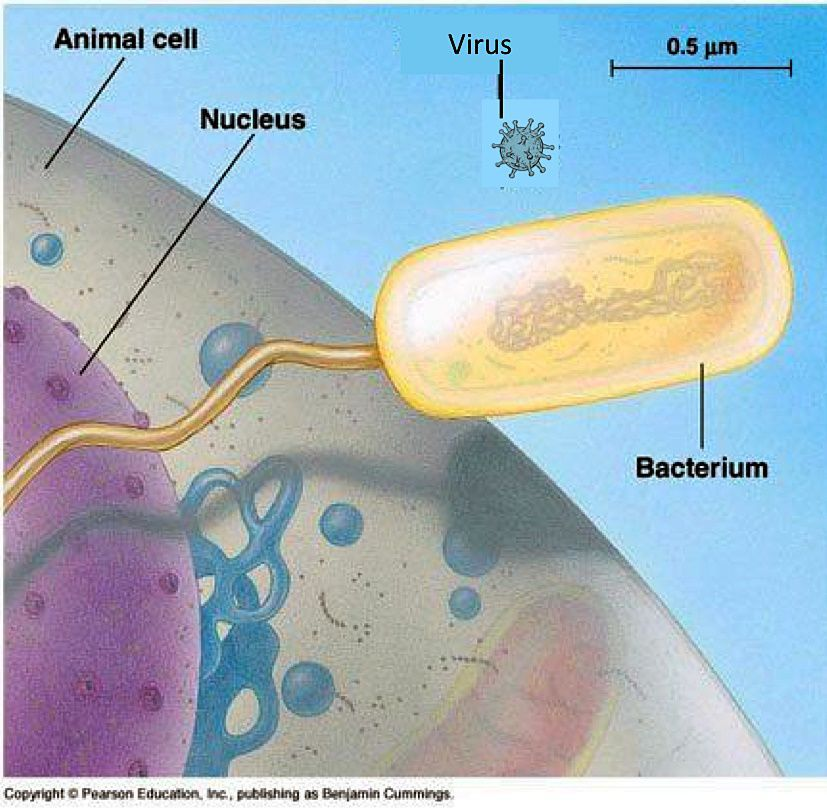 Animal cell
Virus
0.5 μm
Nucleus
Bacterium
Copyright © Pearson Education, Inc., publishing as Benjamin Cummings.